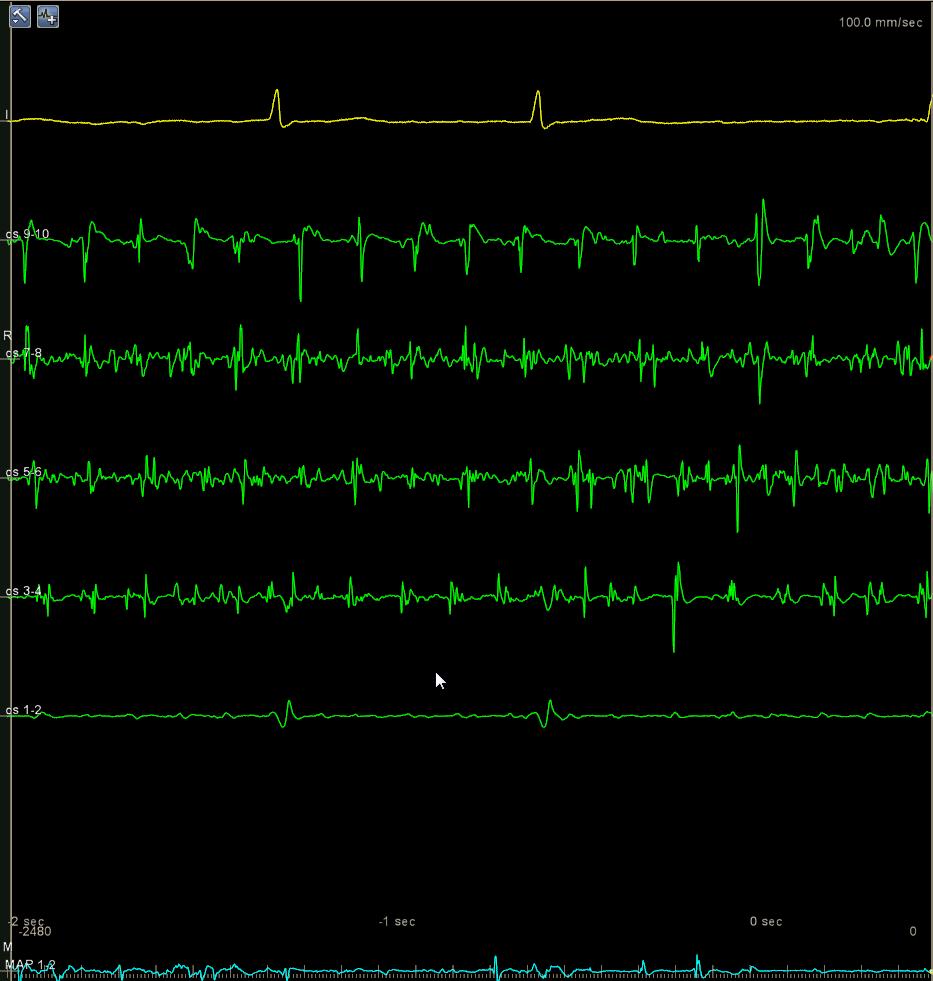 100.0 mm/sec
I
cs 9-10
R
cs 7-8
cs 5-6
cs 3-4
cs 1-2
-2 sec
-1 sec
0 sec
-2480
0
M
MAP 1-2